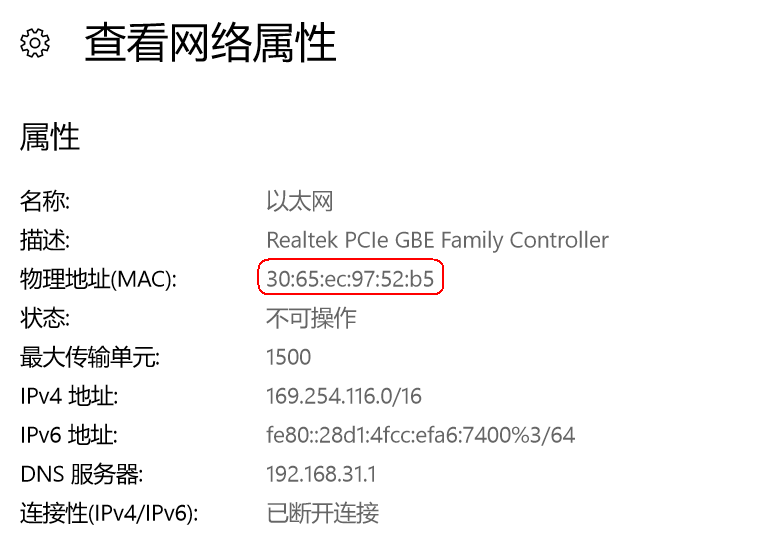 查看网络属性
属性
名称: 以太网
描述: Realtek PCIe GBE Family Controller
物理地址(MAC): 30:65:ec:97:52:b5
状态: 不可操作
最大传输单元: 1500
IPv4 地址: 169.254.116.0/16
IPv6 地址: fe80::28d1:4fcc:efa6:7400%3/64
DNS 服务器: 192.168.31.1
连接性(IPv4/IPv6): 已断开连接